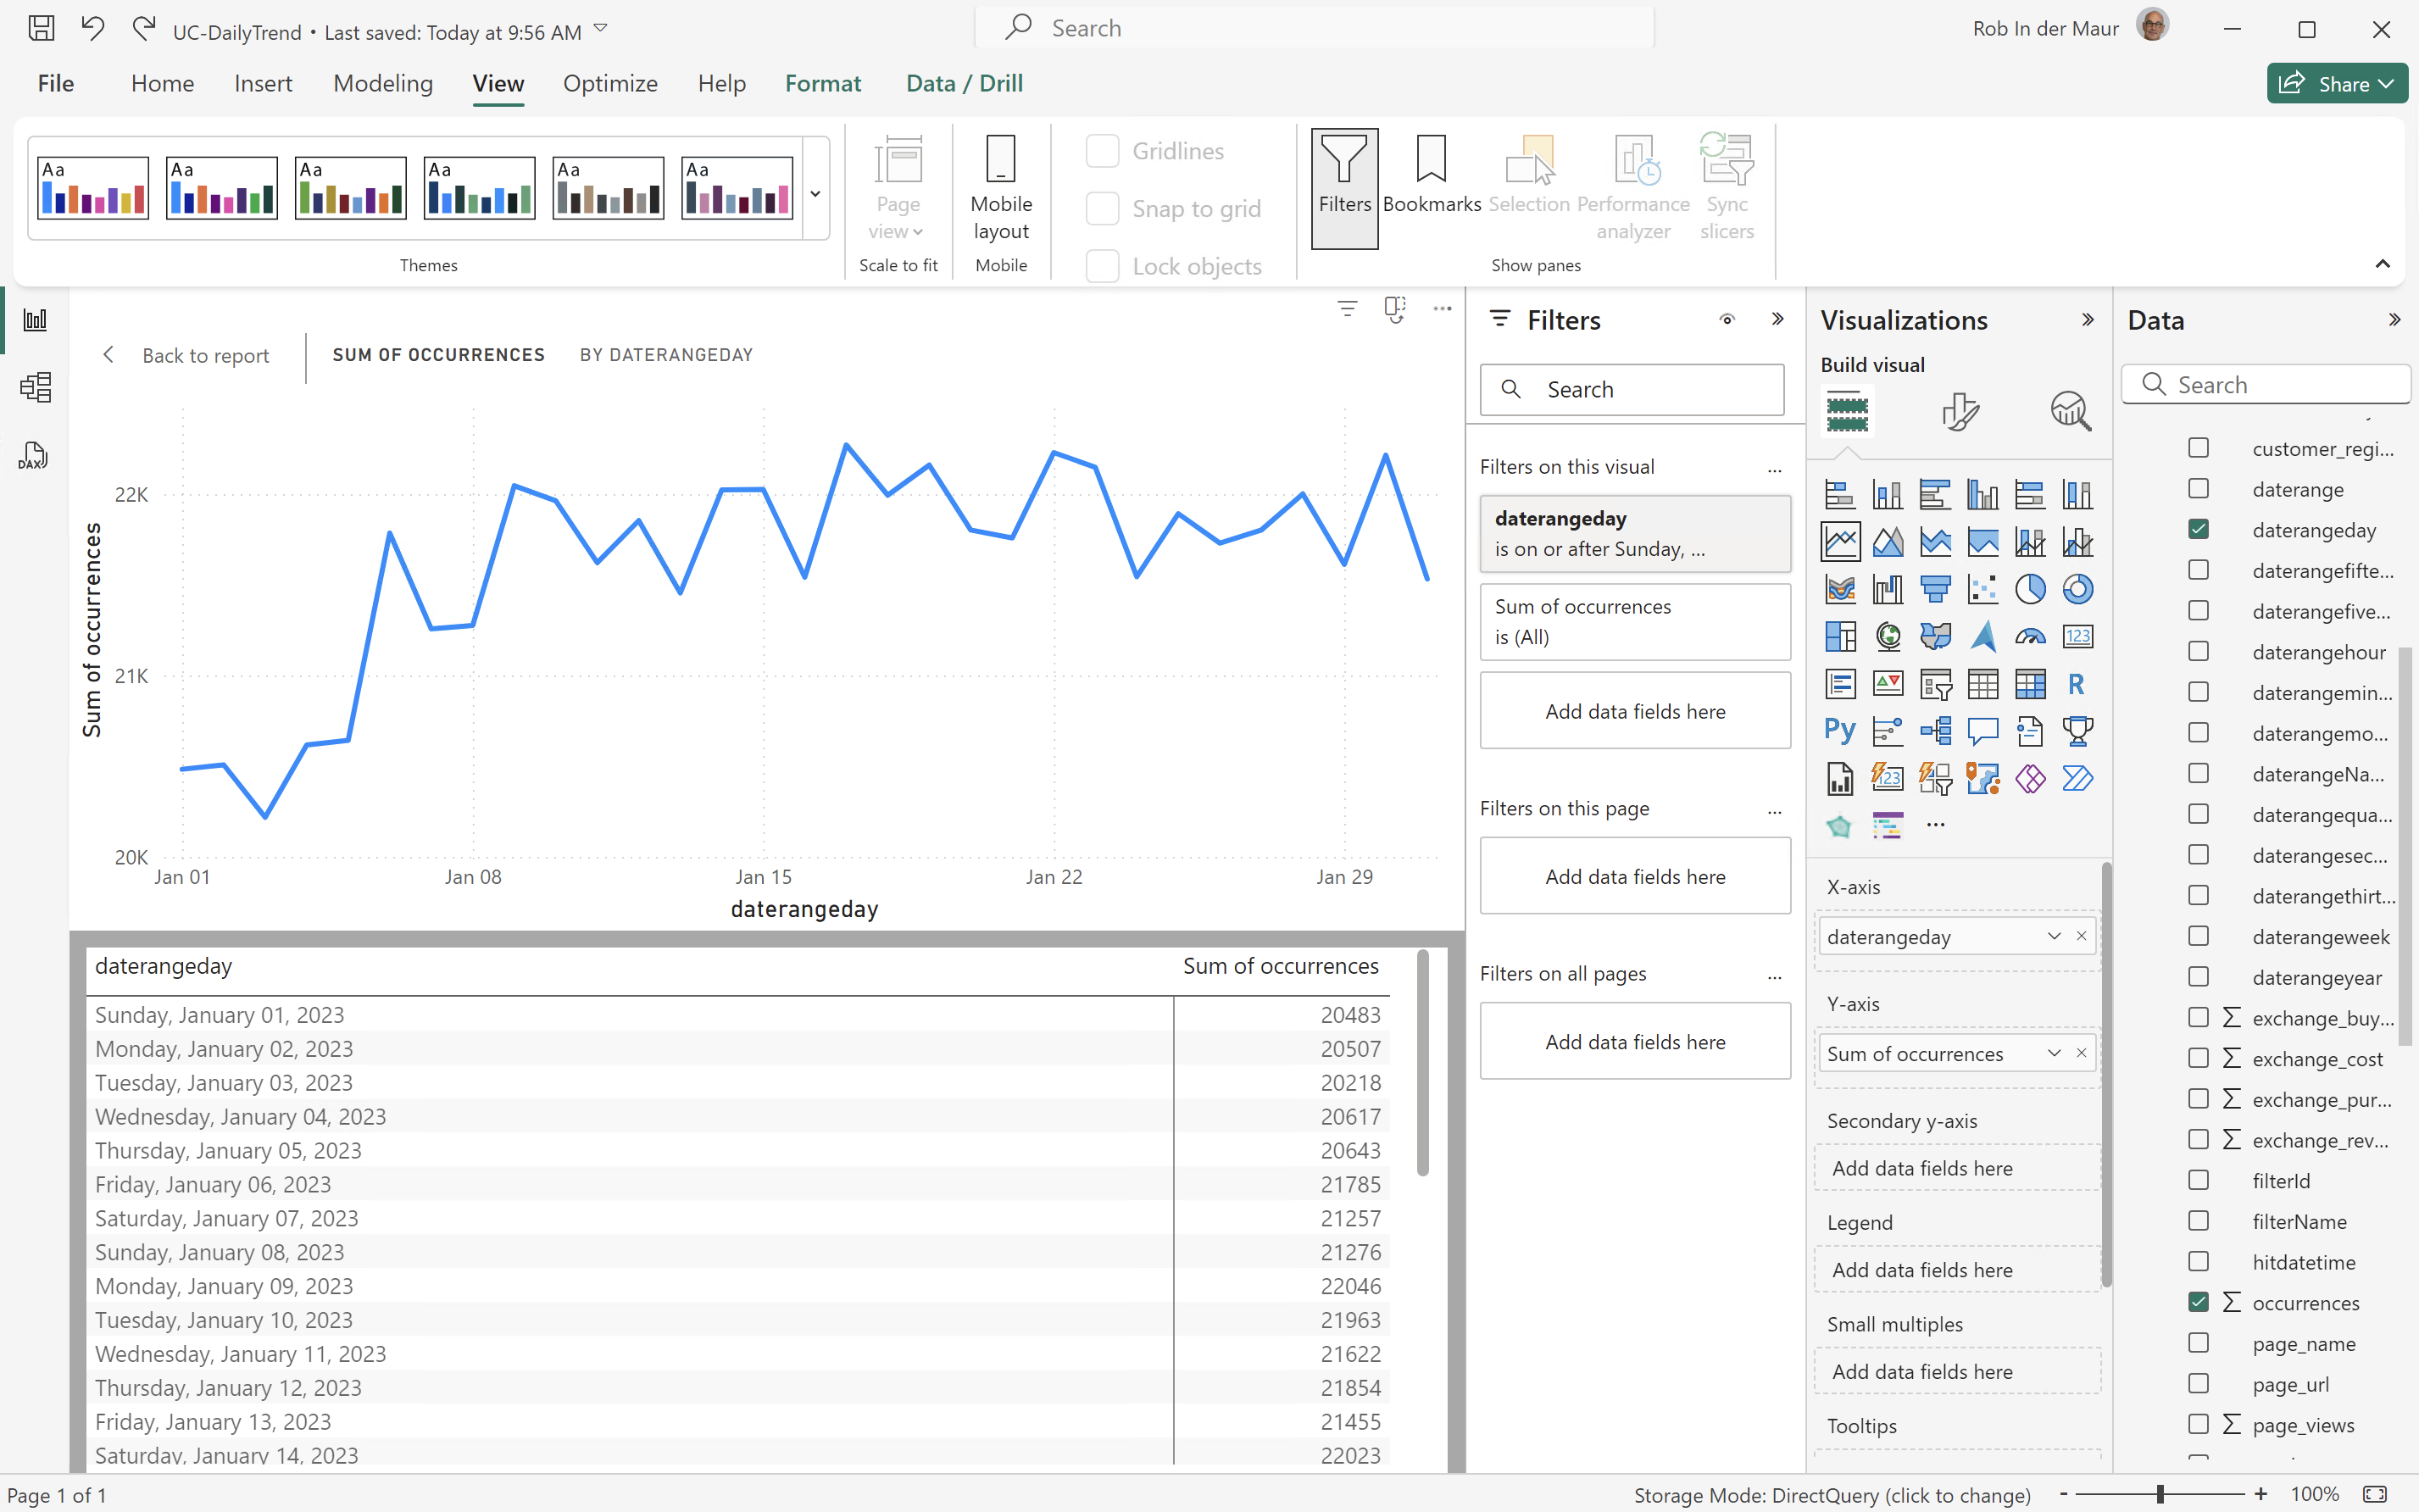 UC-DailyTrend • Last saved: Today at 9:56 AM
Search
Rob In der Maur
File Home Insert Modeling View Optimize Help Format Data / Drill
Share
Aa Aa Aa Aa Aa Aa
Themes
Page view
Scale to fit
Mobile layout
Mobile
Gridlines
Snap to grid
Lock objects
Filters
Bookmarks
Selection
Performance analyzer
Sync slicers
Show panes
DAX
Back to report
SUM OF OCCURRENCES
BY DATERANGEDAY
Sum of occurrences
22K
21K
20K
Jan 01 Jan 08 Jan 15 Jan 22 Jan 29
daterangeday
daterangeday Sum of occurrences
Sunday, January 01, 2023 20483
Monday, January 02, 2023 20507
Tuesday, January 03, 2023 20218
Wednesday, January 04, 2023 20617
Thursday, January 05, 2023 20643
Friday, January 06, 2023 21785
Saturday, January 07, 2023 21257
Sunday, January 08, 2023 21276
Monday, January 09, 2023 22046
Tuesday, January 10, 2023 21963
Wednesday, January 11, 2023 21622
Thursday, January 12, 2023 21854
Friday, January 13, 2023 21455
Saturday, January 14, 2023 22023
Filters
Search
Filters on this visual ...
daterangeday
is on or after Sunday, ...
Sum of occurrences
is (All)
Add data fields here
Filters on this page ...
Add data fields here
Filters on all pages ...
Add data fields here
Visualizations
Build visual
123
R
Py
123
...
X-axis
daterangeday
Y-axis
Sum of occurrences
Secondary y-axis
Add data fields here
Legend
Add data fields here
Small multiples
Add data fields here
Tooltips
Data
Search
customer_regi...
daterange
daterangeday
daterangefifte...
daterangefive...
daterangehour
daterangemin...
daterangemo...
daterangeNa...
daterangequa...
daterangesec...
daterangethirt...
daterangeweek
daterangeyear
∑ exchange_buy...
∑ exchange_cost
∑ exchange_pur...
∑ exchange_rev...
filterId
filterName
hitdatetime
∑ occurrences
page_name
page_url
∑ page_views
Page 1 of 1
Storage Mode: DirectQuery (click to change)
- + 100%